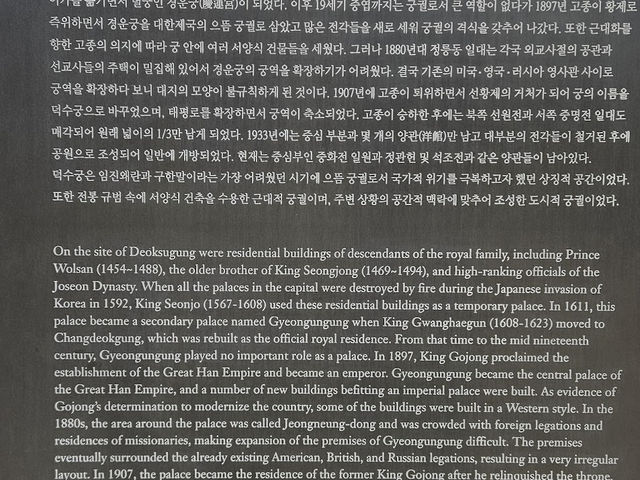 이후 19세기 중엽까지는 궁궐로서 큰 역할이 없다가 1897년 고종이 황제로
즉위하면서 경운궁을 대한제국의 으뜸 궁궐로 삼았고 많은 전각들을 새로 세워 궁궐의 격식을 갖추어 나갔다. 또한 근대화를
향한 고종의 의지에 따라 궁 안에 여러 서양식 건물들을 세웠다. 그러나 1880년대 정릉동 일대는 각국 외교사절의 공관과
선교사들의 주택이 밀집해 있어서 경운궁의 궁역을 확장하기가 어려웠다. 결국 기존의 미국·영국·러시아 영사관 사이로
궁역을 확장하다 보니 대지의 모양이 불규칙하게 된 것이다. 1907년에 고종이 퇴위하면서 선황제의 거처가 되어 궁의 이름을
덕수궁으로 바꾸었으며, 태평로를 확장하면서 궁역이 축소되었다. 고종이 승하한 후에는 북쪽 선원전과 서쪽 중명전 일대도
매각되어 원래 넓이의 1/3만 남게 되었다. 1933년에는 중심 부분과 몇 개의 양관(洋館)만 남고 대부분의 전각들이 철거된 후에
공원으로 조성되어 일반에 개방되었다. 현재는 중심부인 중화전 일원과 정관헌 및 석조전과 같은 양관들이 남아있다.
덕수궁은 임진왜란과 구한말이라는 가장 어려웠던 시기에 으뜸 궁궐로서 국가적 위기를 극복하고자 했던 상징적 공간이었다.
또한 전통 규범 속에 서양식 건축을 수용한 근대적 궁궐이며, 주변 상황의 공간적 맥락에 맞추어 조성한 도시적 궁궐이었다.
On the site of Deoksugung were residential buildings of descendants of the royal family, including Prince
Wolsan (1454~1488), the older brother of King Seongjong (1469~1494), and high-ranking officials of the
Joseon Dynasty. When all the palaces in the capital were destroyed by fire during the Japanese invasion of
Korea in 1592, King Seonjo (1567-1608) used these residential buildings as a temporary palace. In 1611, this
palace became a secondary palace named Gyeongungung when King Gwanghaegun (1608-1623) moved to
Changdeokgung, which was rebuilt as the official royal residence. From that time to the mid nineteenth
century, Gyeongungung played no important role as a palace. In 1897, King Gojong proclaimed the
establishment of the Great Han Empire and became an emperor. Gyeongungung became the central palace of
the Great Han Empire, and a number of new buildings befitting an imperial palace were built. As evidence of
Gojong's determination to modernize the country, some of the buildings were built in a Western style. In the
1880s, the area around the palace was called Jeongneung-dong and was crowded with foreign legations and
residences of missionaries, making expansion of the premises of Gyeongungung difficult. The premises
eventually surrounded the already existing American, British, and Russian legations, resulting in a very irregular
layout. In 1907, the palace became the residence of the former King Gojong after he relinquished the throne.